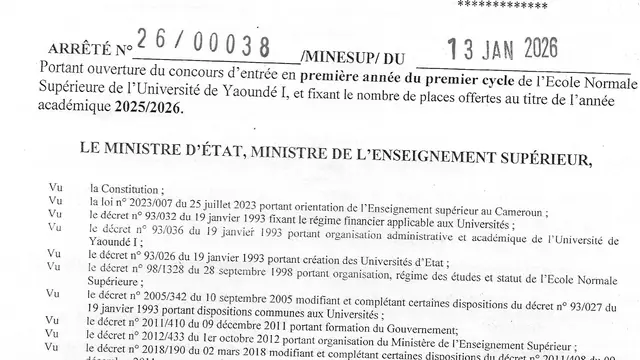 *************
ARRÊTÉ N° 26/00038 /MINESUP/ DU 13 JAN 2026
Portant ouverture du concours d'entrée en première année du premier cycle de l'Ecole Normale
Supérieure de l'Université de Yaoundé I, et fixant le nombre de places offertes au titre de l'année
académique 2025/2026.
LE MINISTRE D'ÉTAT, MINISTRE DE L'ENSEIGNEMENT SUPÉRIEUR,
Vu la Constitution ;
Vu la loi n° 2023/007 du 25 juillet 2023 portant orientation de l'Enseignement supérieur au Cameroun ;
Vu le décret n° 93/032 du 19 janvier 1993 fixant le régime financier applicable aux Universités ;
Vu le décret n° 93/036 du 19 janvier 1993 portant organisation administrative et académique de l'Université de
Yaoundé I ;
Vu le décret n° 93/026 du 19 janvier 1993 portant création des Universités d'Etat ;
Vu le décret n° 98/1328 du 28 septembre 1998 portant organisation, régime des études et statut de l'Ecole Normale
Supérieure ;
Vu le décret n° 2005/342 du 10 septembre 2005 modifiant et complétant certaines dispositions du décret n° 93/027 du
19 janvier 1993 portant dispositions communes aux Universités ;
Vu le décret n° 2011/410 du 09 décembre 2011 portant formation du Gouvernement;
Vu le décret n° 2012/433 du 1er octobre 2012 portant organisation du Ministère de l'Enseignement Supérieur;
Vu le décret n° 2018/190 du 02 mars 2018 modifiant et complétant certaines dispositions du décret n° 2011/408 du 09